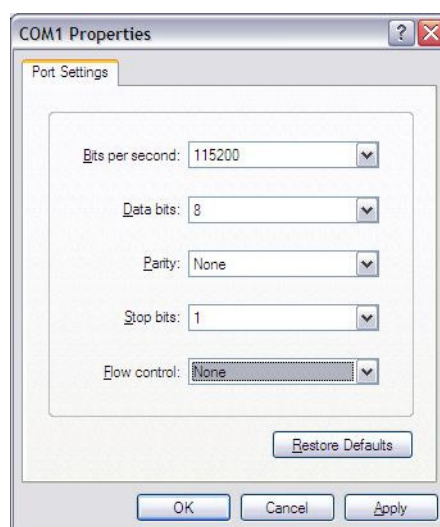 COM1 Properties
Port Settings
Bits per second: 115200
Data bits: 8
Parity: None
Stop bits: 1
Flow control: None
Restore Defaults
OK Cancel Apply